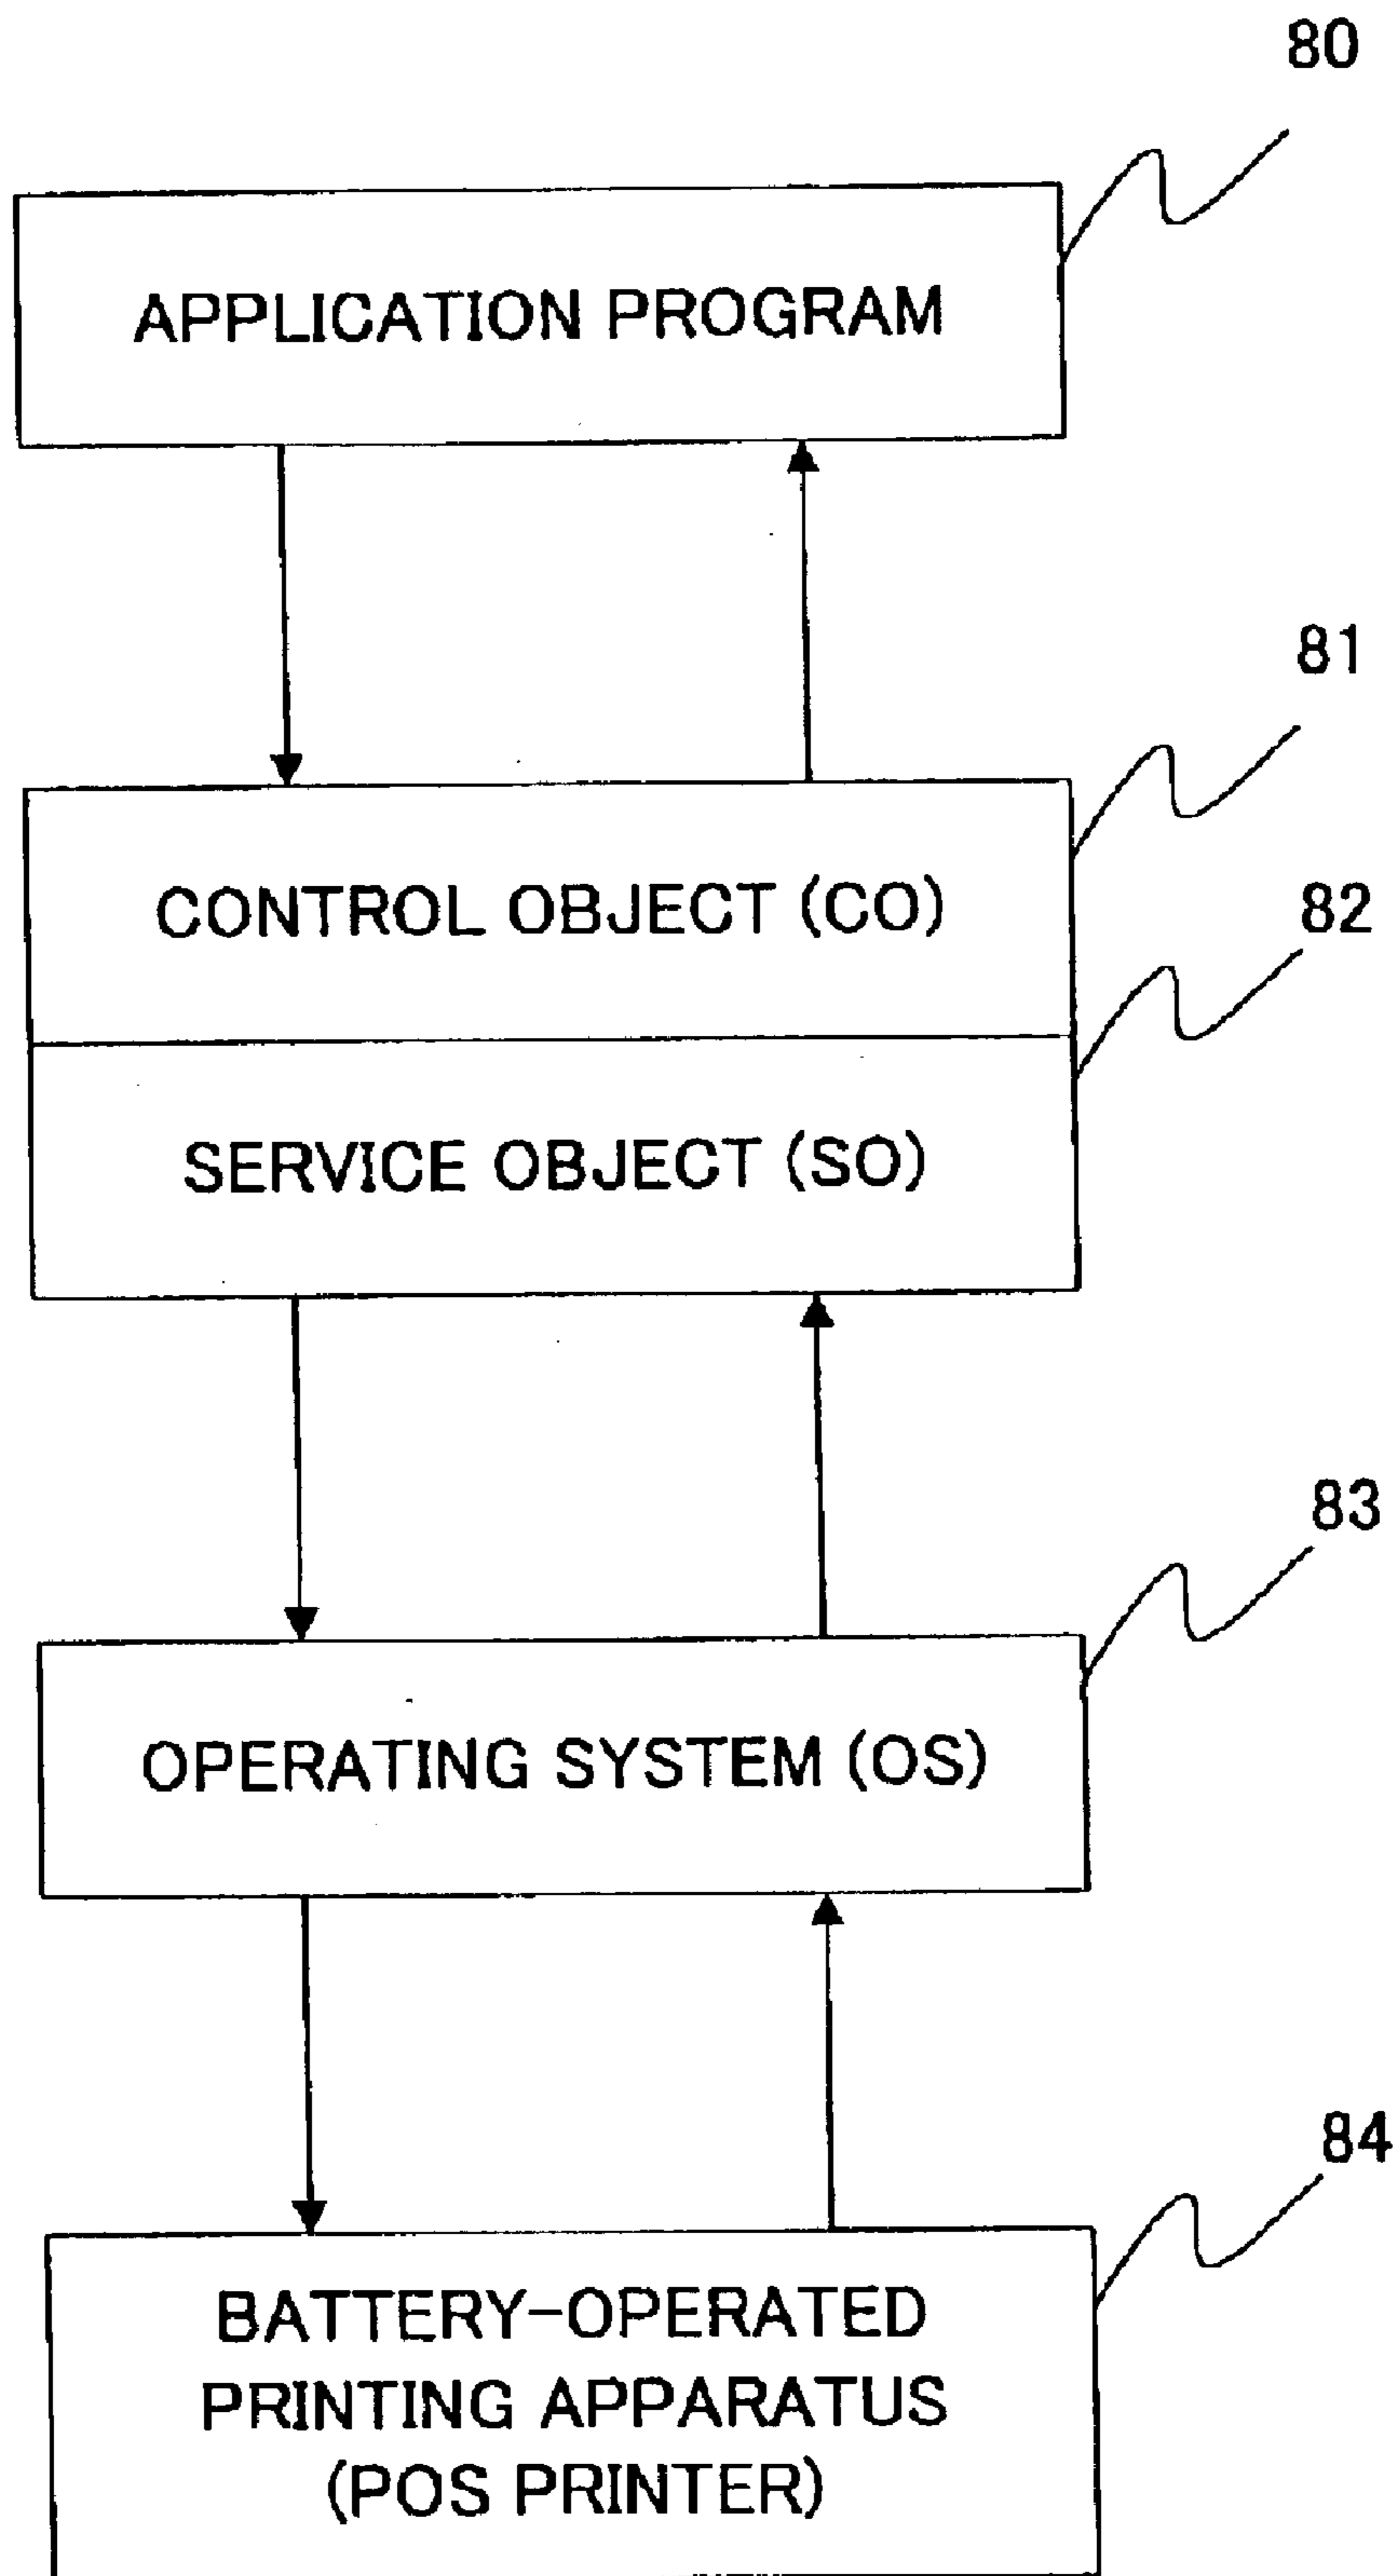 80
APPLICATION PROGRAM
81
CONTROL OBJECT (CO)
82
SERVICE OBJECT (SO)
83
OPERATING SYSTEM (OS)
84
BATTERY-OPERATED
PRINTING APPARATUS
(POS PRINTER)